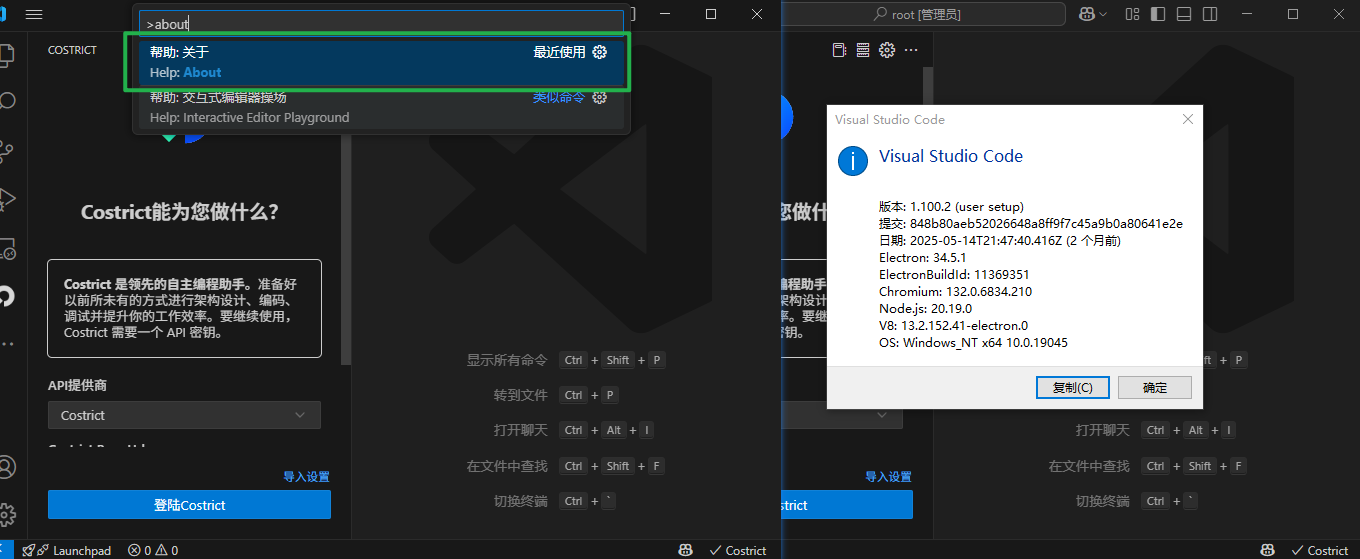 >about
帮助: 关于
最近使用
Help: About
帮助: 交互式编辑器操场
类似命令
Help: Interactive Editor Playground
COSTRICT
Costrict能为您做什么?
Costrict 是领先的自主编程助手。准备好
以前所未有的方式进行架构设计、编码、
调试并提升你的工作效率。要继续使用，
Costrict 需要一个 API 密钥。
API提供商
Costrict
导入设置
登陆Costrict
显示所有命令 Ctrl + Shift + P
转到文件 Ctrl + P
打开聊天 Ctrl + Alt + I
在文件中查找 Ctrl + Shift + F
切换终端 Ctrl + `
Launchpad
0
0
Costrict
root [管理员]
Visual Studio Code
Visual Studio Code
版本: 1.100.2 (user setup)
提交: 848b80aeb52026648a8ff9f7c45a9b0a80641e2e
日期: 2025-05-14T21:47:40.416Z (2 个月前)
Electron: 34.5.1
ElectronBuildId: 11369351
Chromium: 132.0.6834.210
Node.js: 20.19.0
V8: 13.2.152.41-electron.0
OS: Windows_NT x64 10.0.19045
复制(C)
确定
您做什
编程助手。
导入设置
trict
+ P
打开聊天 Ctrl + Alt + I
在文件中查找 Ctrl + Shift + F
切换终端 Ctrl + `
Costrict